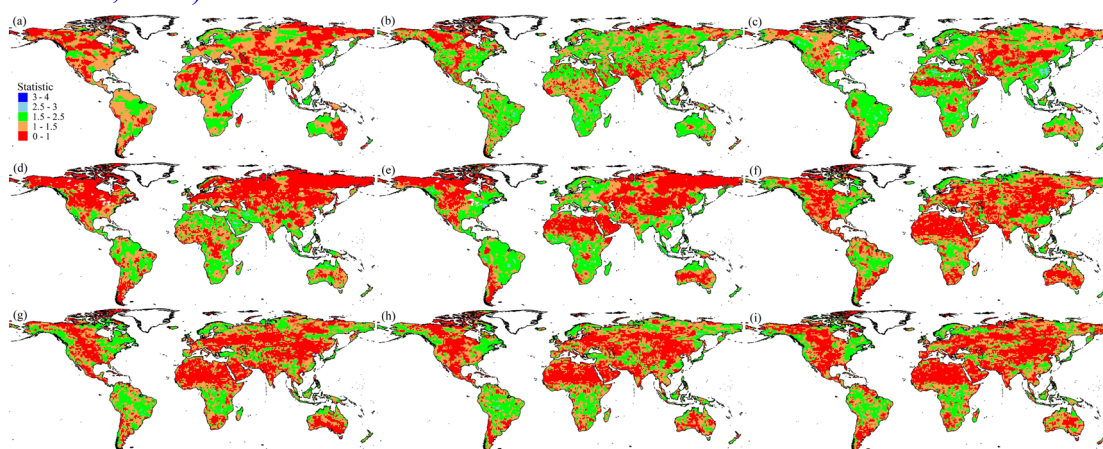 (a)
(b)
(c)
Statistic
3 - 4
2.5 - 3
1.5 - 2.5
1 - 1.5
0 - 1
(d)
(e)
(f)
(g)
(h)
(i)